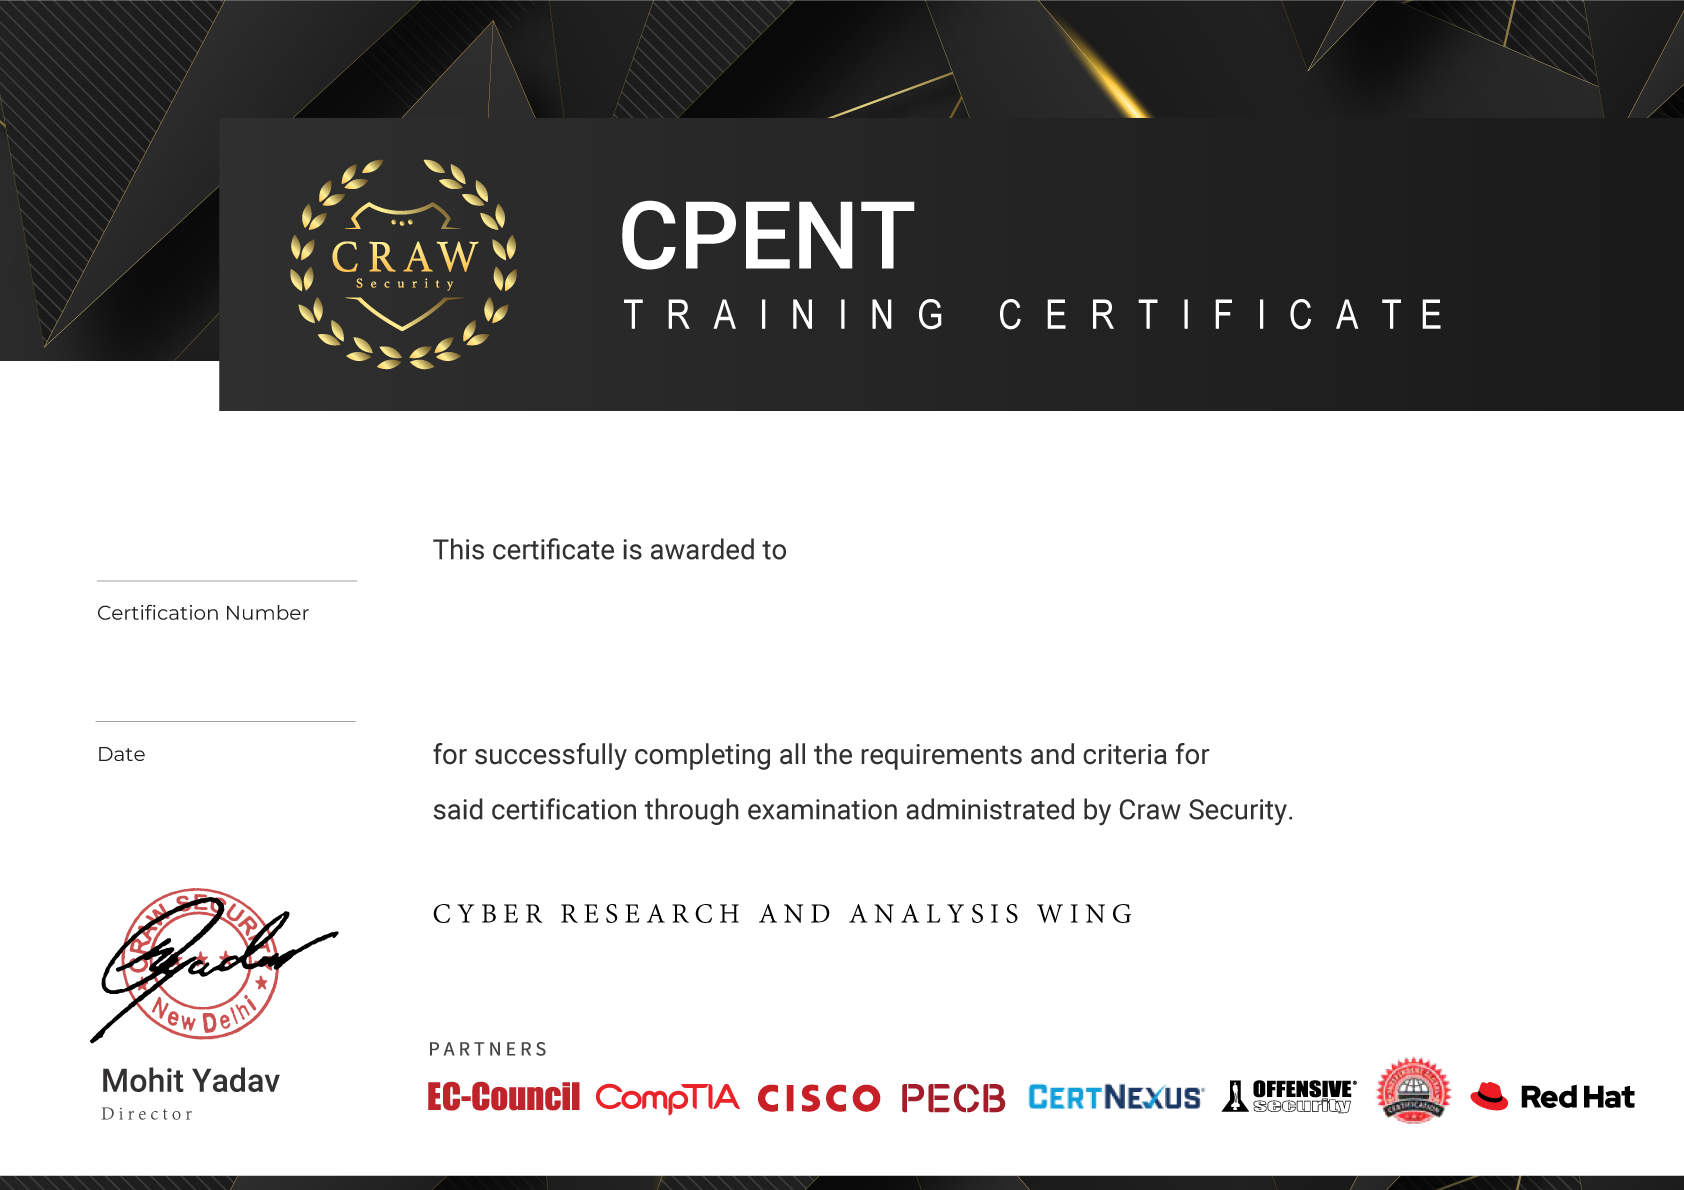 CRAW
Security
CPENT
TRAINING CERTIFICATE
This certificate is awarded to
Certification Number
Date
for successfully completing all the requirements and criteria for
said certification through examination administrated by Craw Security.
CYBER RESEARCH AND ANALYSIS WING
CRAW SECURITY
New Delhi
Mohit Yadav
Director
PARTNERS
EC-Council CompTIA CISCO PECB CERTNEXUS OFFENSIVE security CERTIFICATION Red Hat